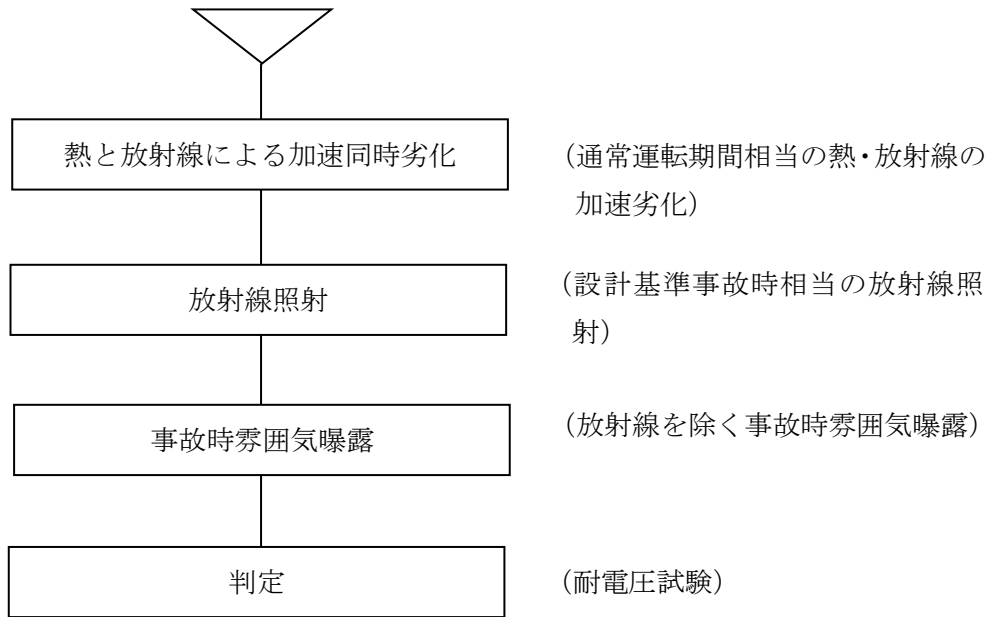 熱と放射線による加速同時劣化
(通常運転期間相当の熱・放射線の
加速劣化)
放射線照射
(設計基準事故時相当の放射線照
射)
事故時雰囲気曝露
(放射線を除く事故時雰囲気曝露)
判定
(耐電圧試験)